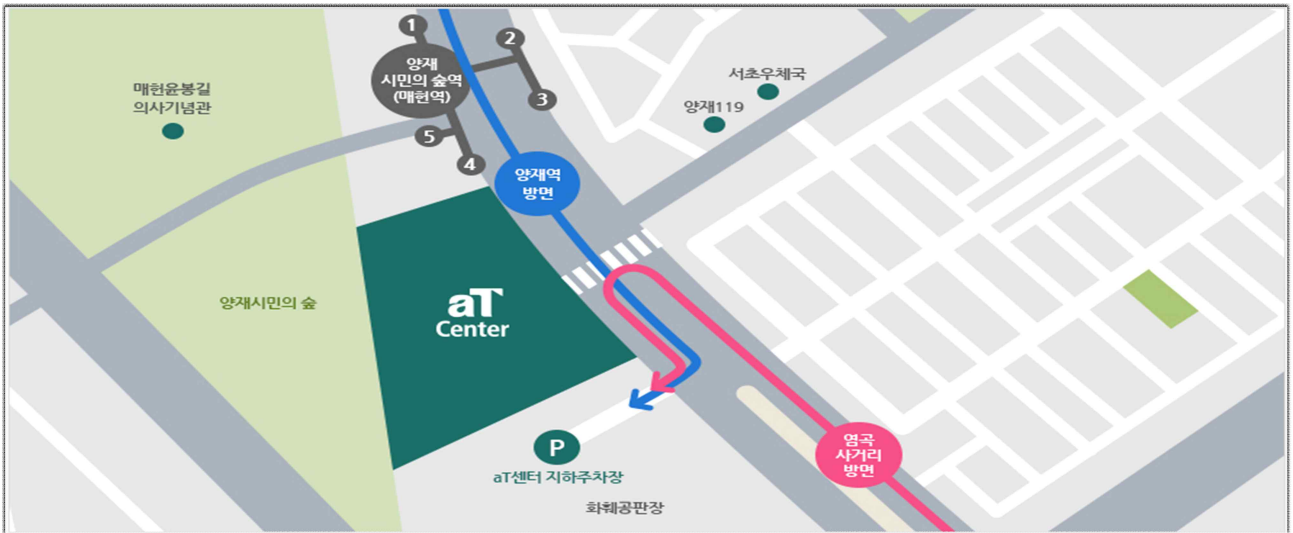 1
양재
시민의 숲역
(매헌역)
2
3
5
4
매헌윤봉길
의사기념관
서초우체국
양재119
양재역
방면
양재시민의 숲
aT
Center
P
aT센터 지하주차장
화훼공판장
염곡
사거리
방면